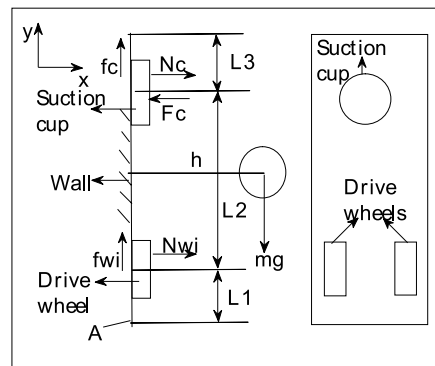 y
x
fc
Nc
L3
Suction
cup
Fc
Wall
h
L2
fwi
Nwi
mg
Drive
wheel
L1
A
Suction
cup
Drive
wheels